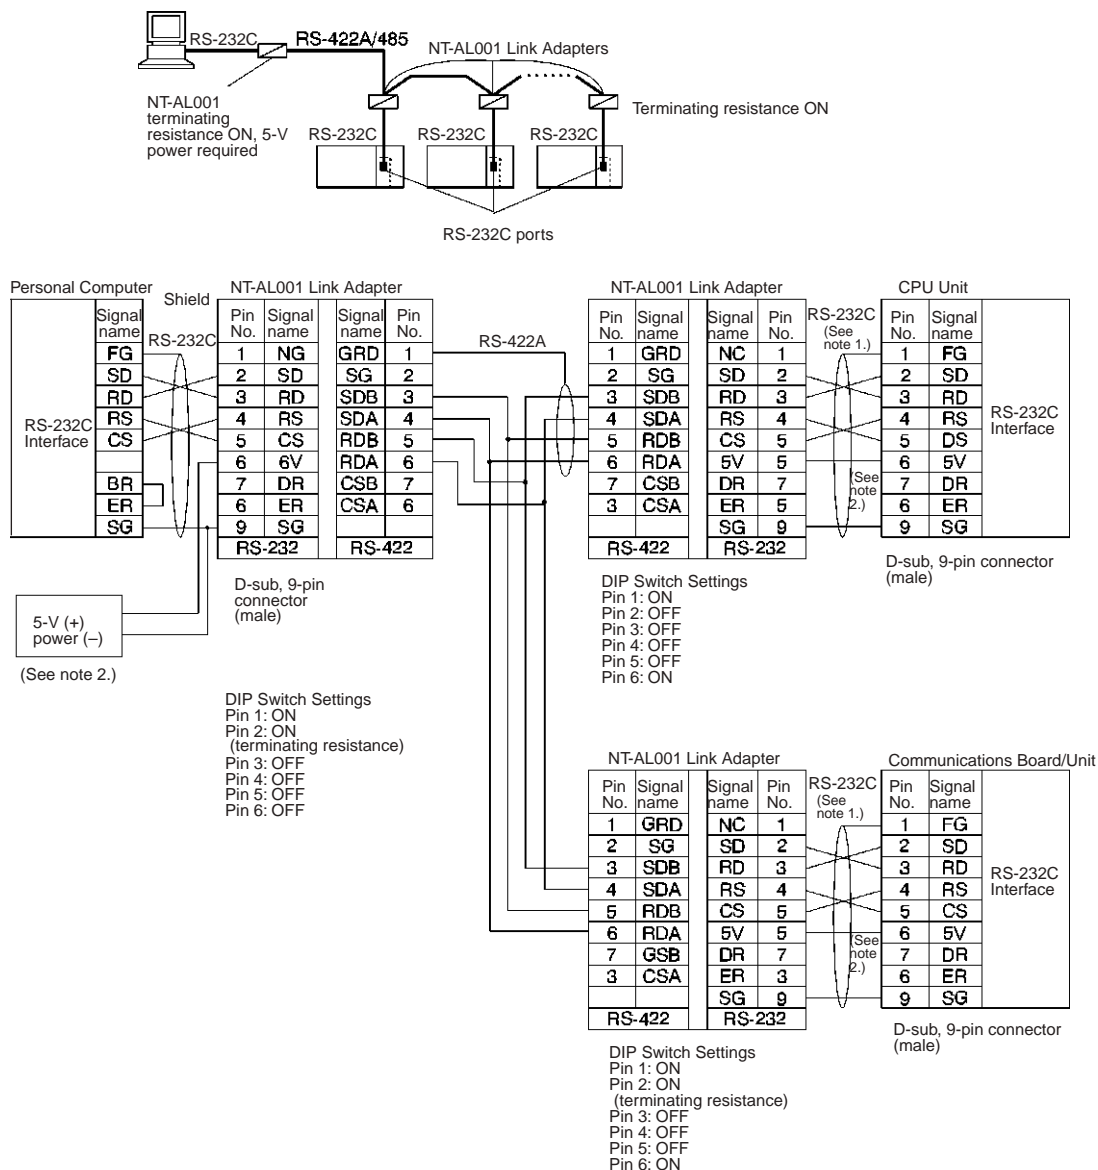 RS-232C
RS-422A/485
NT-AL001 Link Adapters
NT-AL001
terminating
resistance ON, 5-V
power required
Terminating resistance ON
RS-232C RS-232C RS-232C
RS-232C ports
Personal Computer
Shield
NT-AL001 Link Adapter
NT-AL001 Link Adapter
CPU Unit
Signal name
FG
SD
RD
RS
CS
BR
ER
SG
RS-232C
Interface
RS-232C
Pin No. Signal name Signal name Pin No.
1 NG GRD 1
2 SD SG 2
3 RD SDB 3
4 RS SDA 4
5 CS RDB 5
6 6V RDA 6
7 DR CSB 7
6 ER CSA 6
9 SG
RS-232 RS-422
D-sub, 9-pin
connector
(male)
5-V (+)
power (–)
(See note 2.)
DIP Switch Settings
Pin 1: ON
Pin 2: ON
(terminating resistance)
Pin 3: OFF
Pin 4: OFF
Pin 5: OFF
Pin 6: OFF
RS-422A
Pin No. Signal name Signal name Pin No.
1 GRD NC 1
2 SG SD 2
3 SDB RD 3
4 SDA RS 4
5 RDB CS 5
6 RDA 5V 5
7 CSB DR 7
3 CSA ER 5
SG 9
RS-422 RS-232
RS-232C
(See
note 1.)
(See
note
2.)
Pin No. Signal name
1 FG
2 SD
3 RD
4 RS
5 DS
6 5V
7 DR
6 ER
9 SG
RS-232C
Interface
D-sub, 9-pin connector
(male)
DIP Switch Settings
Pin 1: ON
Pin 2: OFF
Pin 3: OFF
Pin 4: OFF
Pin 5: OFF
Pin 6: ON
NT-AL001 Link Adapter
Communications Board/Unit
Pin No. Signal name Signal name Pin No.
1 GRD NC 1
2 SG SD 2
3 SDB RD 3
4 SDA RS 4
5 RDB CS 5
6 RDA 5V 5
7 GSB DR 7
3 CSA ER 3
SG 9
RS-422 RS-232
RS-232C
(See
note 1.)
(See
note
2.)
Pin No. Signal name
1 FG
2 SD
3 RD
4 RS
5 CS
6 5V
7 DR
6 ER
9 SG
RS-232C
Interface
D-sub, 9-pin connector
(male)
DIP Switch Settings
Pin 1: ON
Pin 2: ON
(terminating resistance)
Pin 3: OFF
Pin 4: OFF
Pin 5: OFF
Pin 6: ON